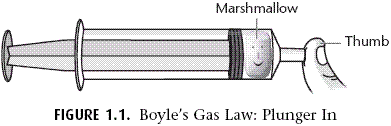 Marshmallow
Thumb
FIGURE 1.1. Boyle's Gas Law: Plunger In